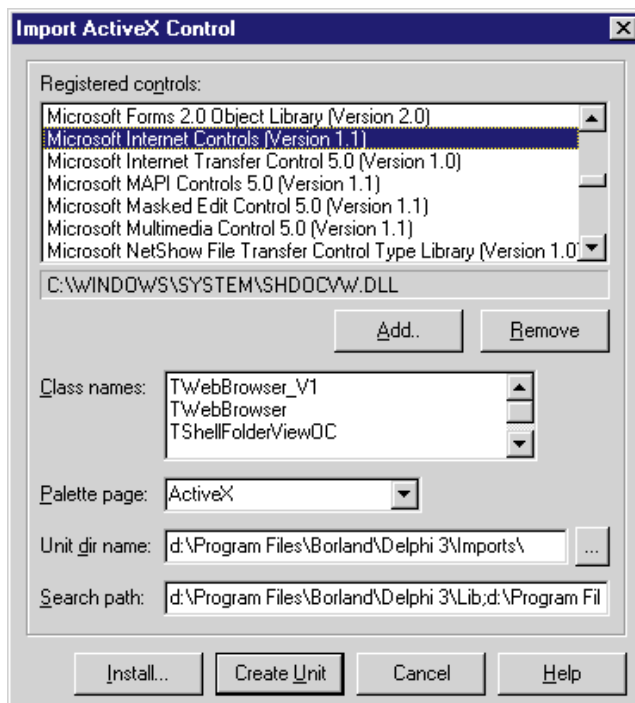 Import ActiveX Control
Registered controls:
Microsoft Forms 2.0 Object Library (Version 2.0)
Microsoft Internet Controls (Version 1.1)
Microsoft Internet Transfer Control 5.0 (Version 1.0)
Microsoft MAPI Controls 5.0 (Version 1.1)
Microsoft Masked Edit Control 5.0 (Version 1.1)
Microsoft Multimedia Control 5.0 (Version 1.1)
Microsoft NetShow File Transfer Control Type Library (Version 1.0
C:\WINDOWS\SYSTEM\SHDOCVW.DLL
Add.. Remove
Class names: TWebBrowser_V1
TWebBrowser
TShellFolderViewOC
Palette page: ActiveX
Unit dir name: d:\Program Files\Borland\Delphi 3\Imports\ ...
Search path: d:\Program Files\Borland\Delphi 3\Lib;d:\Program Fil
Install... Create Unit Cancel Help